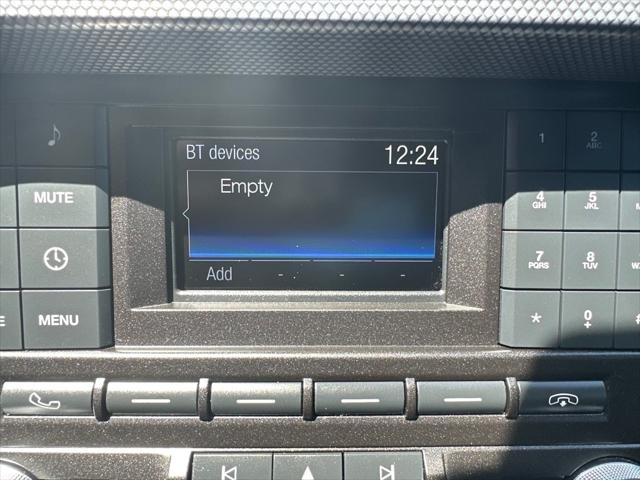 BT devices 12:24
Empty
Add - - -
1 2 ABC
MUTE
4 GHI 5 JKL
7 PQRS 8 TUV
MENU
* 0 +